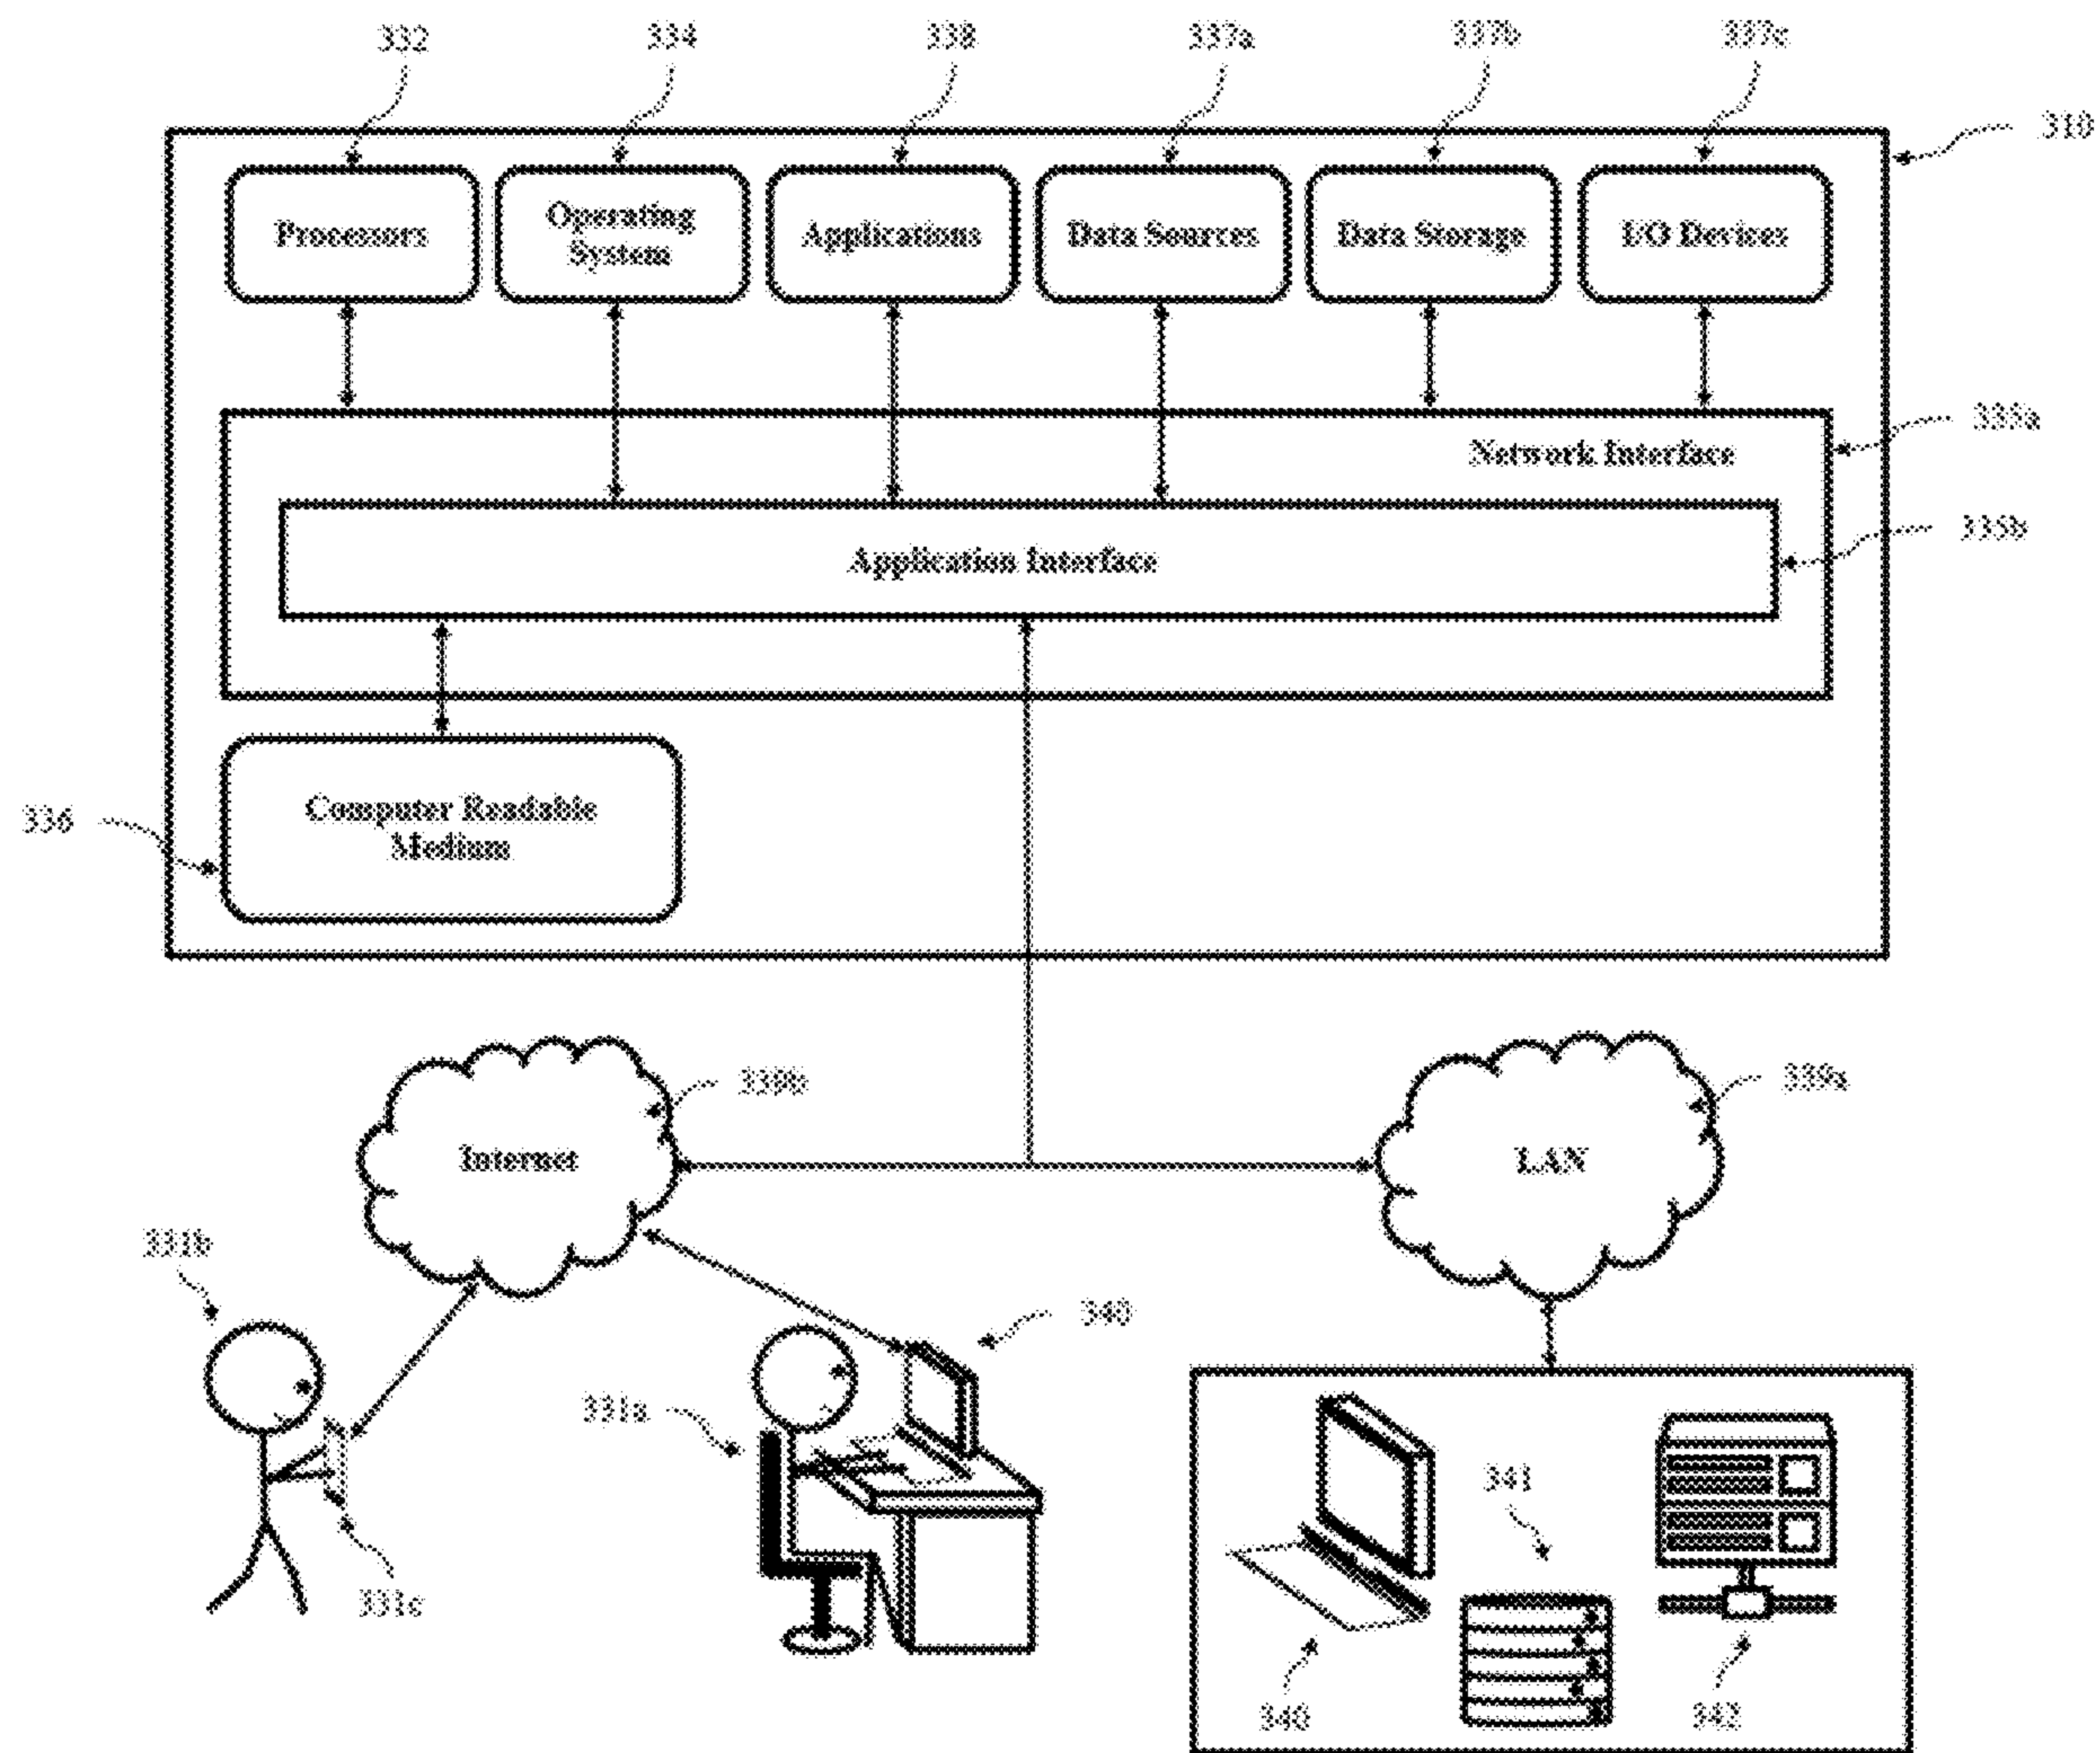 332 334 338 337a 337b 337c
310
Processors
Operating
System
Applications
Data Sources
Data Storage
I/O Devices
335a
Network Interface
335b
Application Interface
336
Computer Readable
Medium
339b
339a
Internet
LAN
331b
340
331a
341
331c
340
342